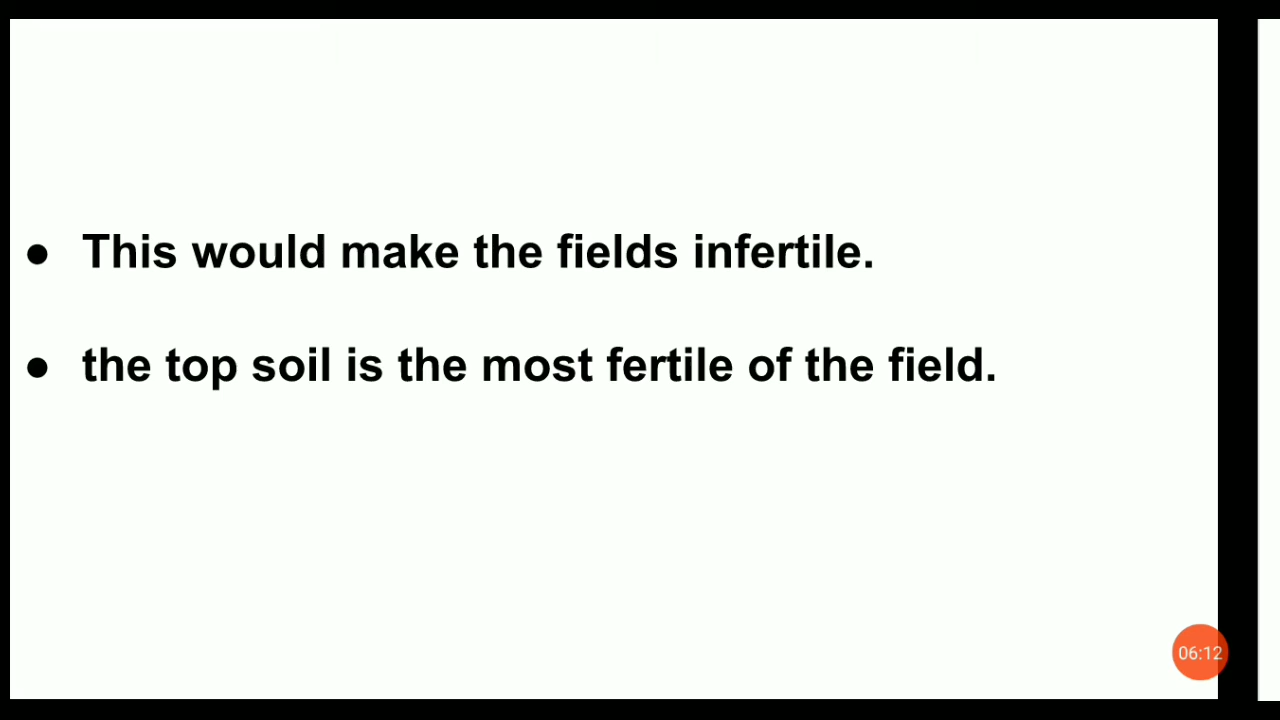 ● This would make the fields infertile.
● the top soil is the most fertile of the field.
06:12